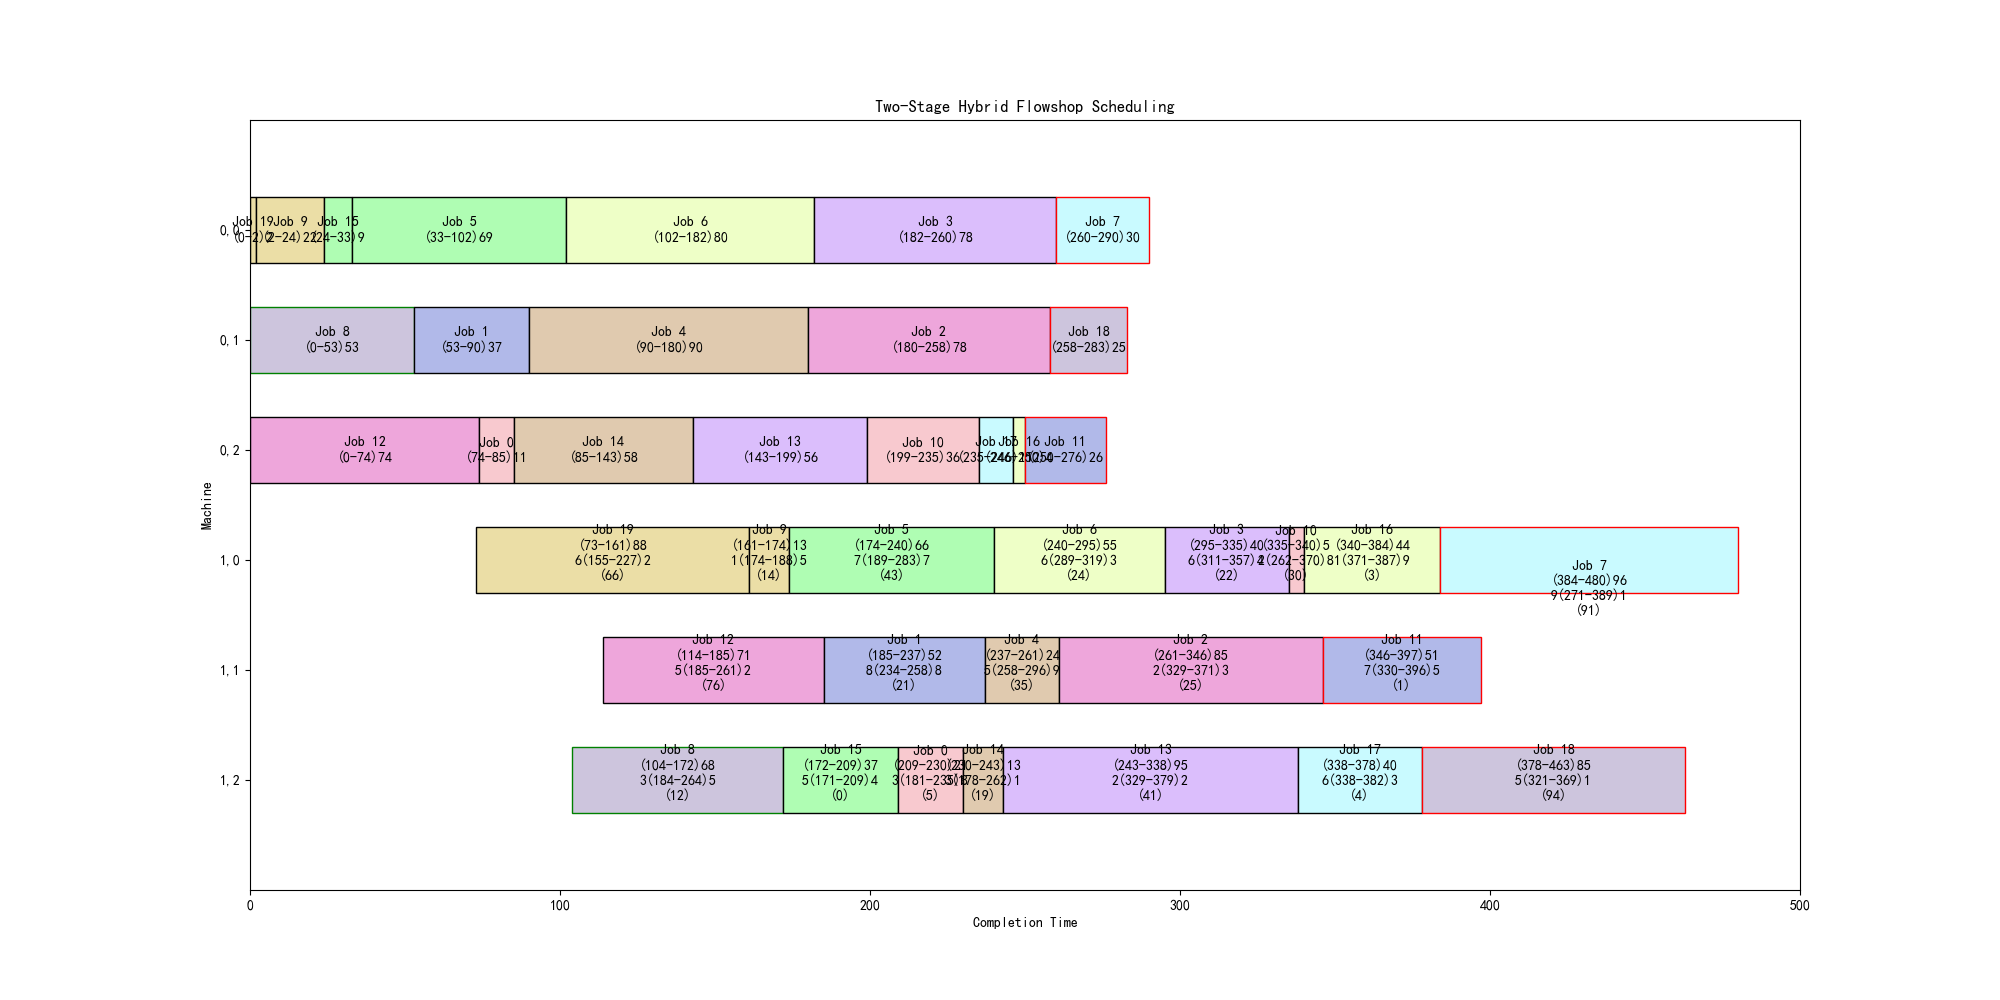 Two-Stage Hybrid Flowshop Scheduling
Machine
0,0
Job 19
(0-2)2
Job 9
(2-24)22
Job 15
(24-33)9
Job 5
(33-102)69
Job 6
(102-182)80
Job 3
(182-260)78
Job 7
(260-290)30
0,1
Job 8
(0-53)53
Job 1
(53-90)37
Job 4
(90-180)90
Job 2
(180-258)78
Job 18
(258-283)25
0,2
Job 12
(0-74)74
Job 0
(74-85)11
Job 14
(85-143)58
Job 13
(143-199)56
Job 10
(199-235)36
Job 17
(235-246)11
Job 16
(246-250)4
Job 11
(250-276)26
1,0
Job 19
(73-161)88
6(155-227)2
(66)
Job 9
(161-174)13
1(174-188)5
(14)
Job 5
(174-240)66
7(189-283)7
(43)
Job 6
(240-295)55
6(289-319)3
(24)
Job 3
(295-335)40
6(311-357)
(22)
Job 10
(335-340)5
(262-370)8
(30)
Job 16
(340-384)44
1(371-387)9
(3)
Job 7
(384-480)96
9(271-389)1
(91)
1,1
Job 12
(114-185)71
5(185-261)2
(76)
Job 1
(185-237)52
8(234-258)8
(21)
Job 4
(237-261)24
5(258-296)9
(35)
Job 2
(261-346)85
2(329-371)3
(25)
Job 11
(346-397)51
7(330-396)5
(1)
1,2
Job 8
(104-172)68
3(184-264)5
(12)
Job 15
(172-209)37
5(171-209)4
(0)
Job 0
(209-230)21
3(181-235)
(5)
Job 14
(230-243)13
3(178-262)1
(19)
Job 13
(243-338)95
2(329-379)2
(41)
Job 17
(338-378)40
6(338-382)3
(4)
Job 18
(378-463)85
5(321-369)1
(94)
0
100
200
300
400
500
Completion Time